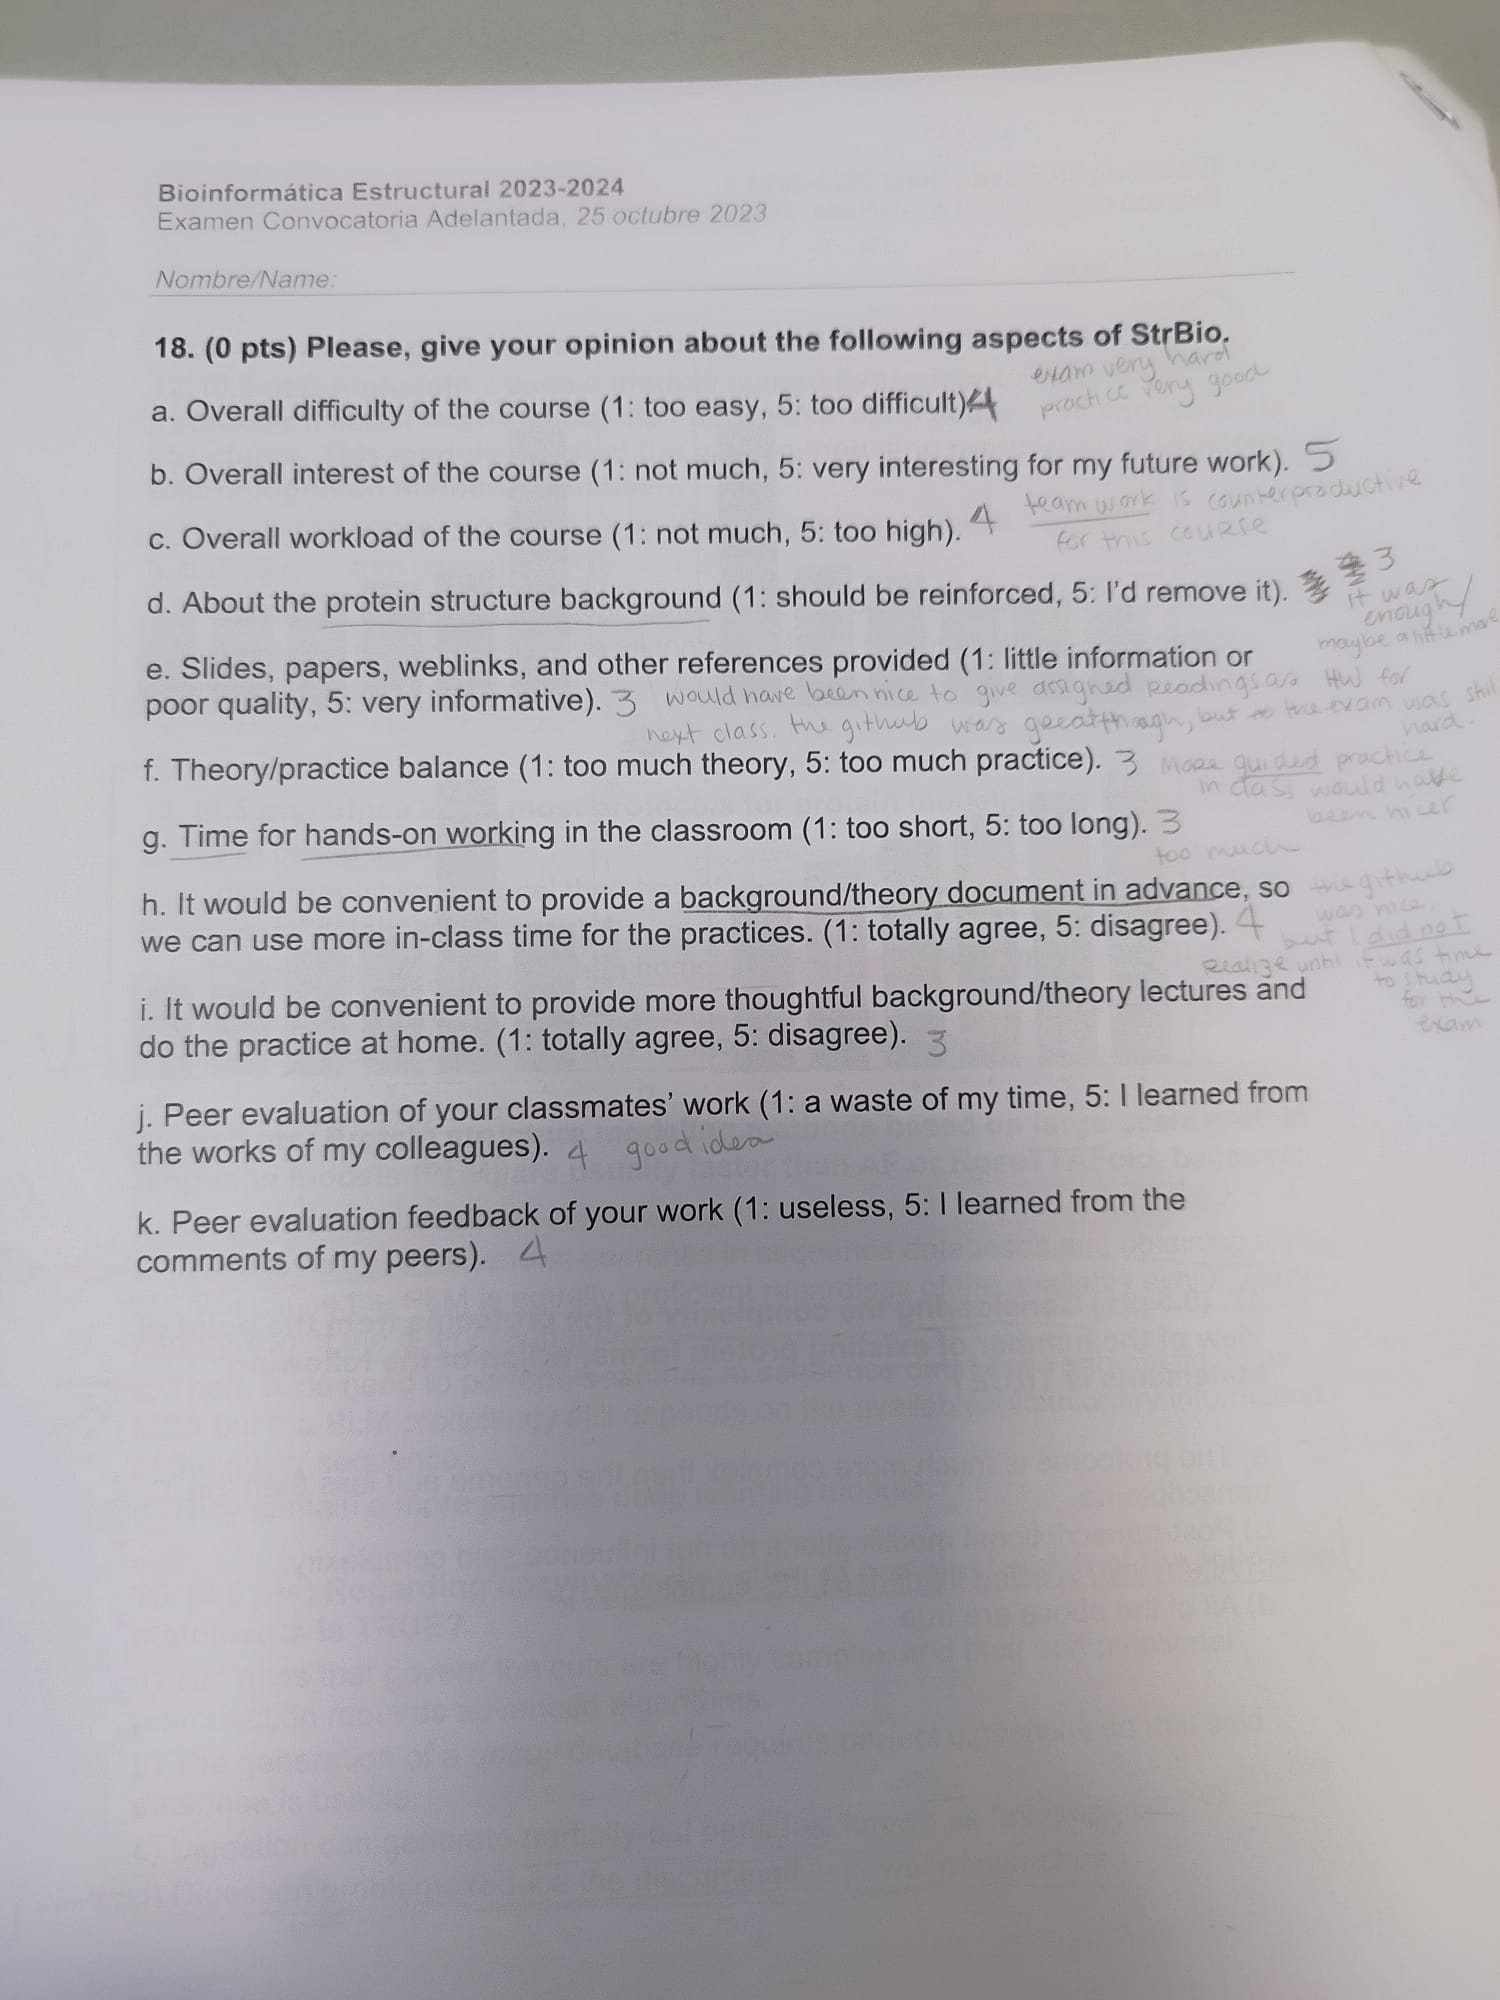 Bioinformática Estructural 2023-2024
Examen Convocatoria Adelantada, 25 octubre 2023
Nombre/Name:
18. (0 pts) Please, give your opinion about the following aspects of StrBio.
exam very hard
practice very good
a. Overall difficulty of the course (1: too easy, 5: too difficult) 4
b. Overall interest of the course (1: not much, 5: very interesting for my future work). 5
c. Overall workload of the course (1: not much, 5: too high). 4
team work is counterproductive
for this course
d. About the protein structure background (1: should be reinforced, 5: I'd remove it). 3
it was
enough/
maybe a little more
e. Slides, papers, weblinks, and other references provided (1: little information or
poor quality, 5: very informative). 3 would have been nice to give assigned readings as HW for
next class. the github was great though, but the exam was still
hard.
f. Theory/practice balance (1: too much theory, 5: too much practice). 3 More guided practice
in class would have
been nicer
g. Time for hands-on working in the classroom (1: too short, 5: too long). 3
too much
h. It would be convenient to provide a background/theory document in advance, so
we can use more in-class time for the practices. (1: totally agree, 5: disagree). 4
the github
was nice,
but I did not
realize until it was time
to study
for the
exam
i. It would be convenient to provide more thoughtful background/theory lectures and
do the practice at home. (1: totally agree, 5: disagree). 3
j. Peer evaluation of your classmates' work (1: a waste of my time, 5: I learned from
the works of my colleagues). 4 good idea
k. Peer evaluation feedback of your work (1: useless, 5: I learned from the
comments of my peers). 4